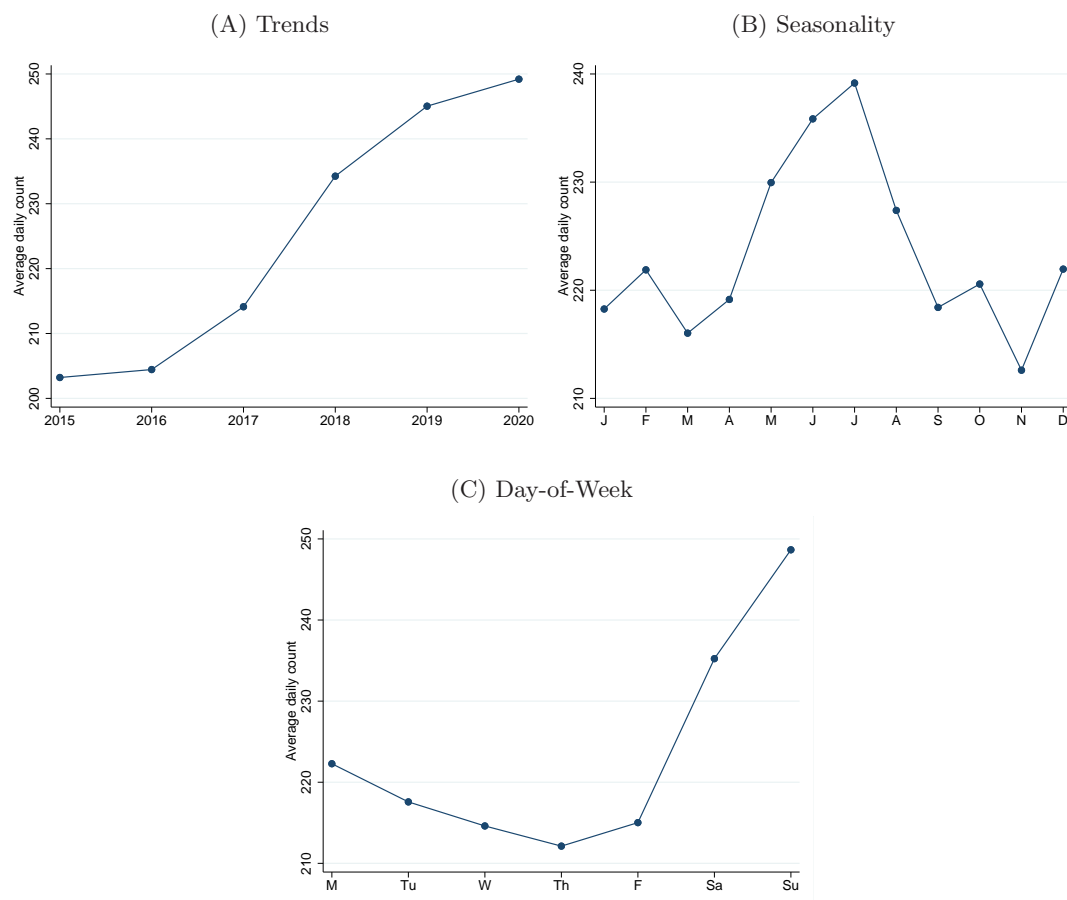 (A) Trends
Average daily count
250
240
230
220
210
200
2015 2016 2017 2018 2019 2020
(B) Seasonality
Average daily count
240
230
220
210
J F M A M J J A S O N D
(C) Day-of-Week
Average daily count
250
240
230
220
210
M Tu W Th F Sa Su